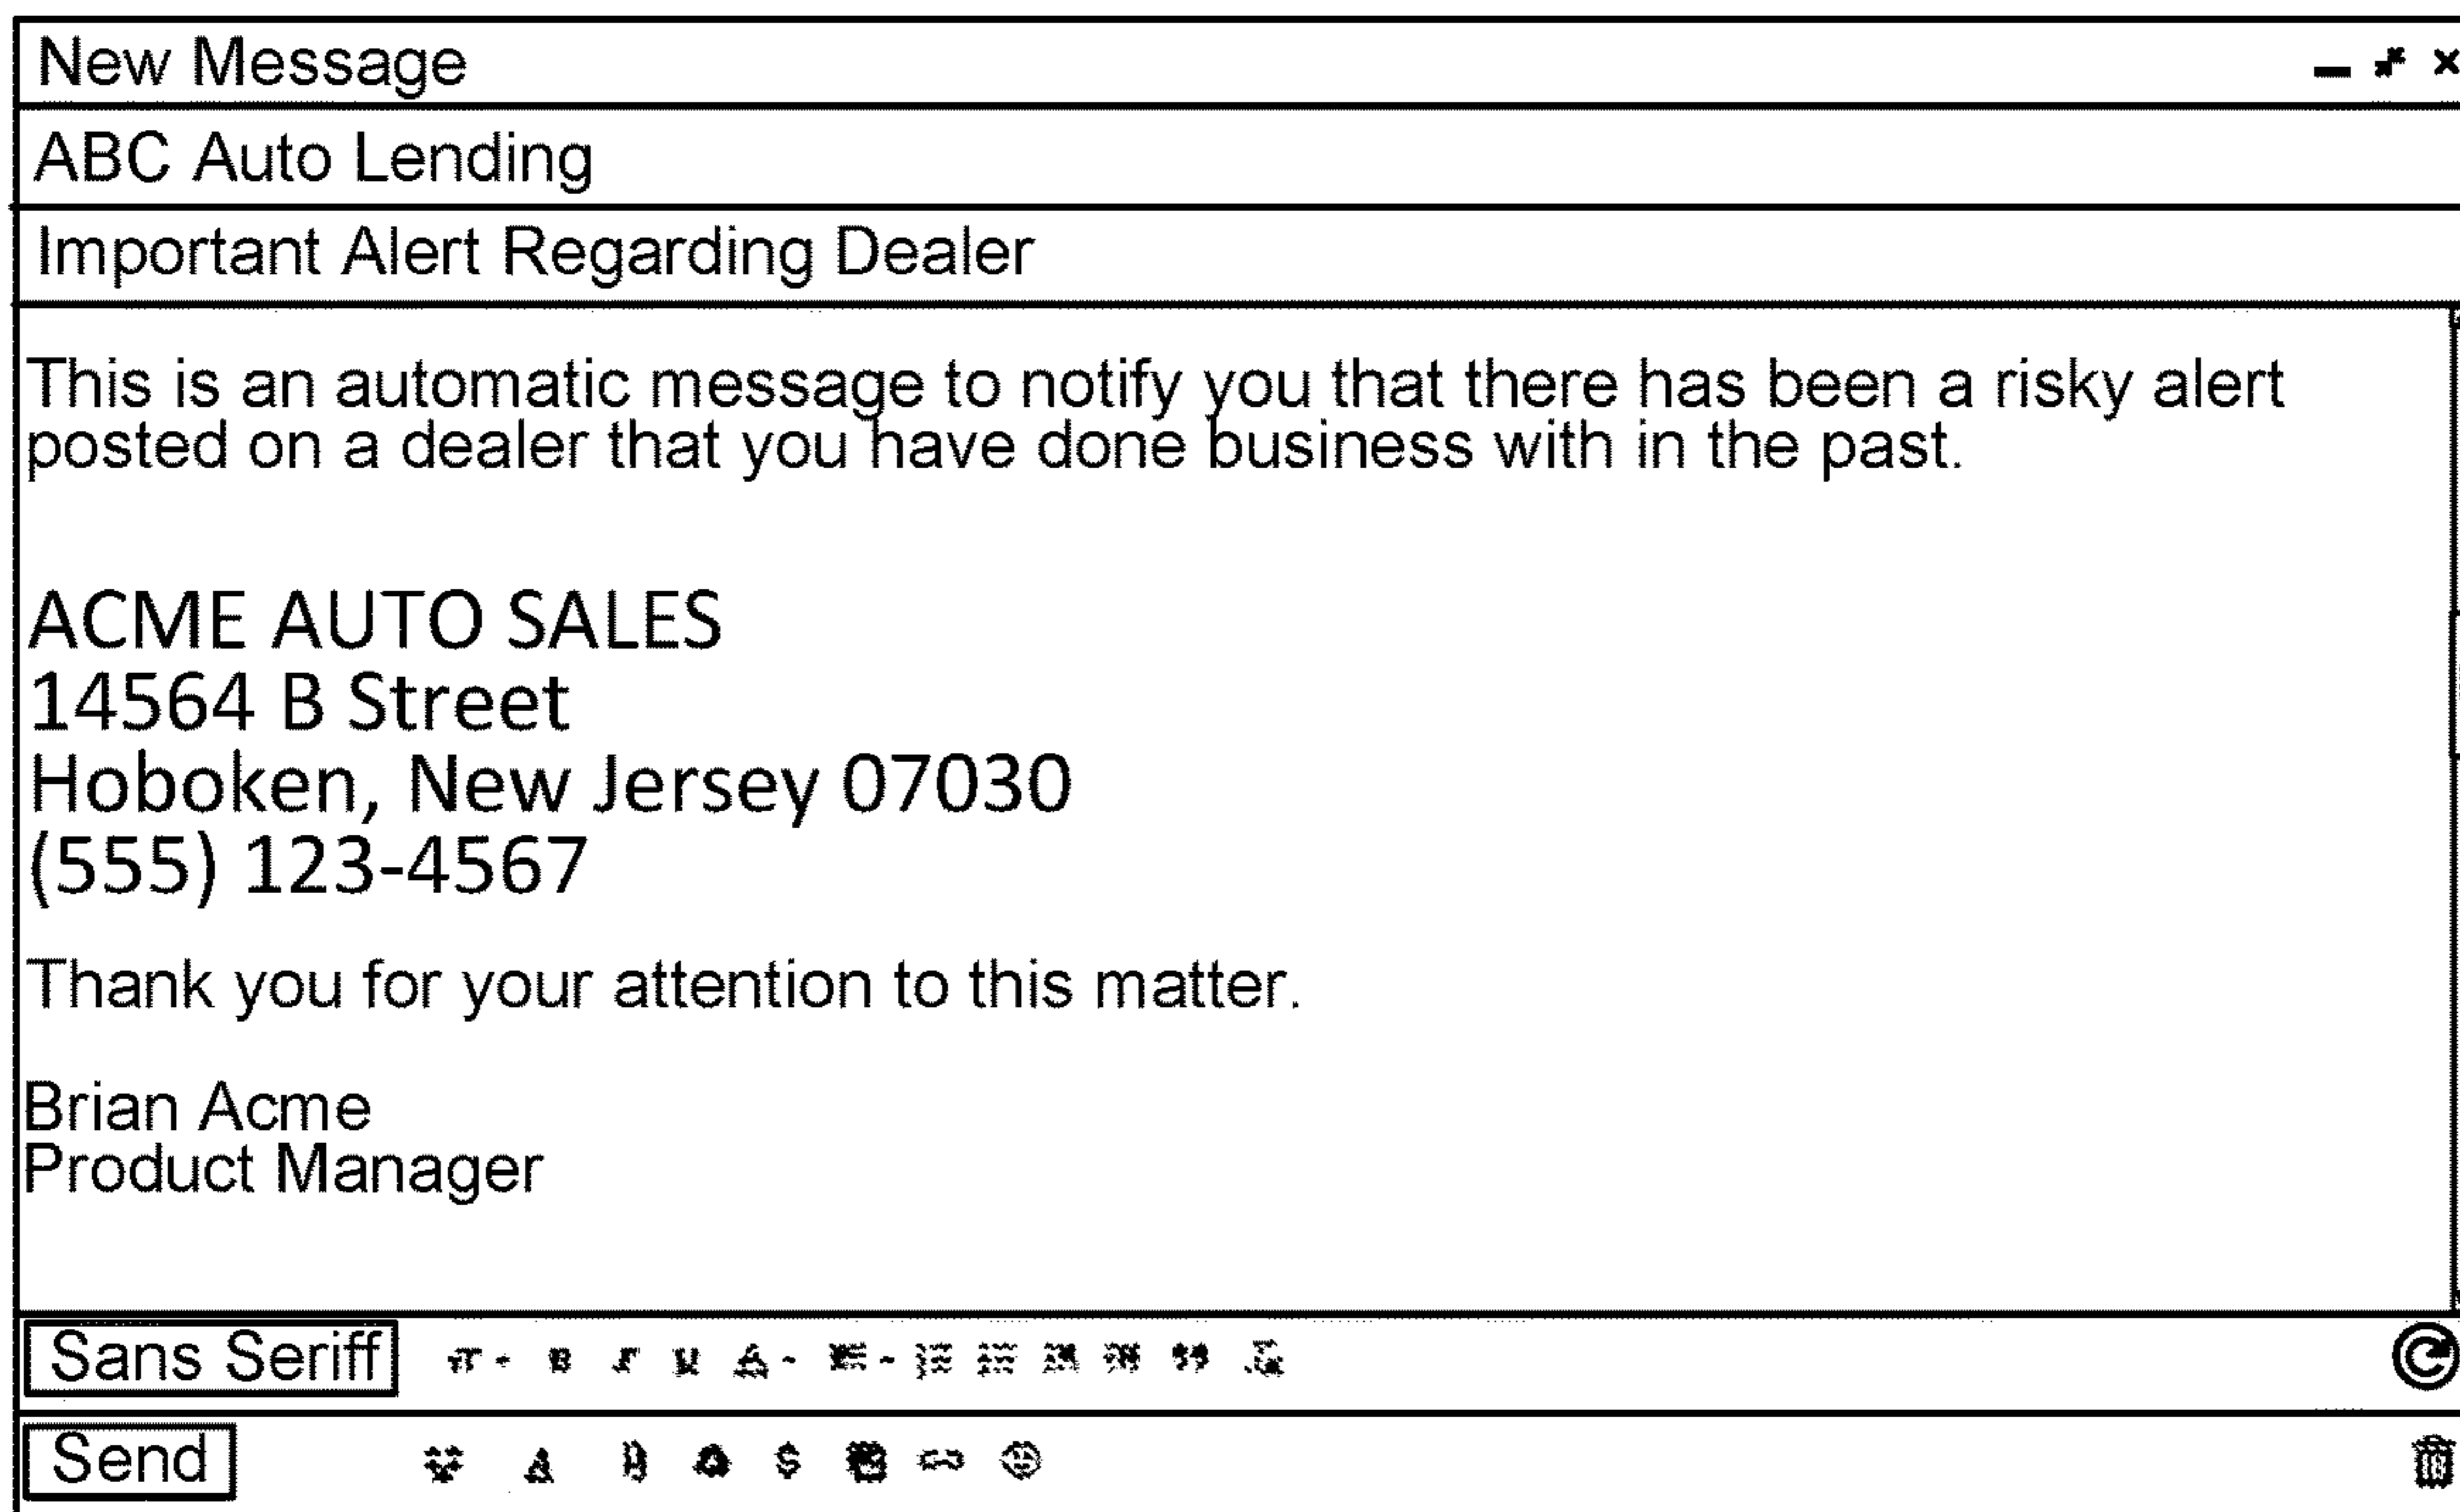 New Message
ABC Auto Lending
Important Alert Regarding Dealer
This is an automatic message to notify you that there has been a risky alert
posted on a dealer that you have done business with in the past.
ACME AUTO SALES
14564 B Street
Hoboken, New Jersey 07030
(555) 123-4567
Thank you for your attention to this matter.
Brian Acme
Product Manager
Sans Seriff
Send